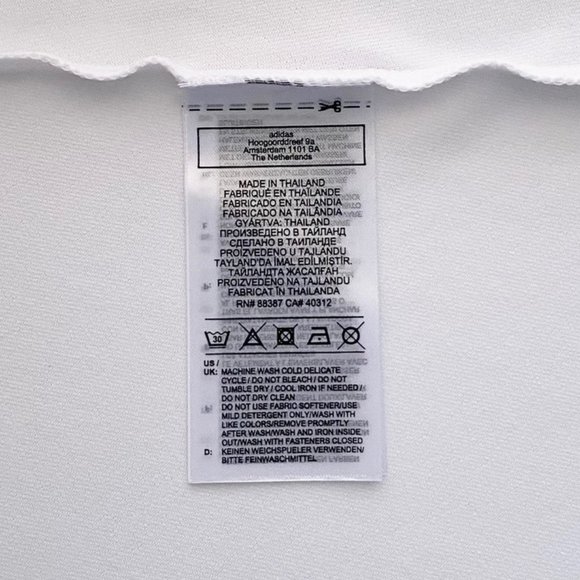 adidas
Hoogoorddreef 9a
Amsterdam 1101 BA
The Netherlands
MADE IN THAILAND
FABRIQUÉ EN THAÏLANDE
FABRICADO EN TAILANDIA
FABRICADO NA TAILÂNDIA
GYÁRTVA: THAILAND
ПРОИЗВЕДЕНО В ТАЙЛАНД
СДЕЛАНО В ТАИЛАНДЕ
PROIZVEDENO U TAJLANDU
TAYLAND'DA İMAL EDİLMİŞTİR.
ТАЙЛАНДТА ЖАСАЛҒАН
PROIZVEDENO NA TAJLANDU
FABRICAT ÎN THAILANDA
RN# 88387 CA# 40312
30
US /
UK: MACHINE WASH COLD DELICATE
CYCLE / DO NOT BLEACH / DO NOT
TUMBLE DRY / COOL IRON IF NEEDED /
DO NOT DRY CLEAN
DO NOT USE FABRIC SOFTENER/USE
MILD DETERGENT ONLY/WASH WITH
LIKE COLORS/REMOVE PROMPTLY
AFTER WASH/WASH AND IRON INSIDE
OUT/WASH WITH FASTENERS CLOSED
D: KEINEN WEICHSPUELER VERWENDEN/
BITTE FEINWASCHMITTEL